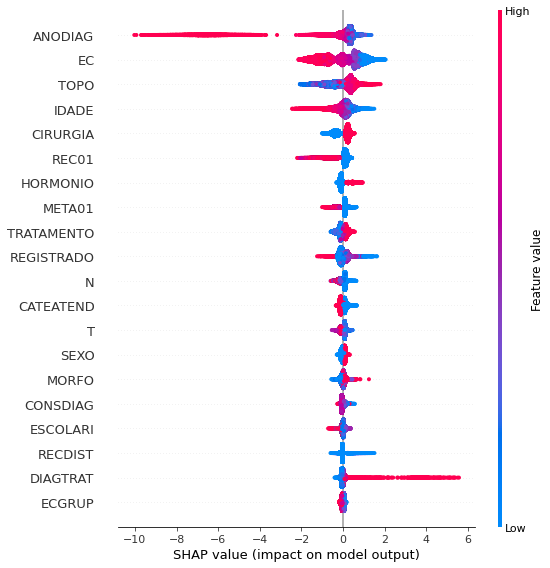 High
ANODIAG
EC
TOPO
IDADE
CIRURGIA
REC01
HORMONIO
META01
TRATAMENTO
REGISTRADO
N
CATEATEND
T
SEXO
MORFO
CONSDIAG
ESCOLARI
RECDIST
DIAGTRAT
ECGRUP
Feature value
Low
−10 −8 −6 −4 −2 0 2 4 6
SHAP value (impact on model output)